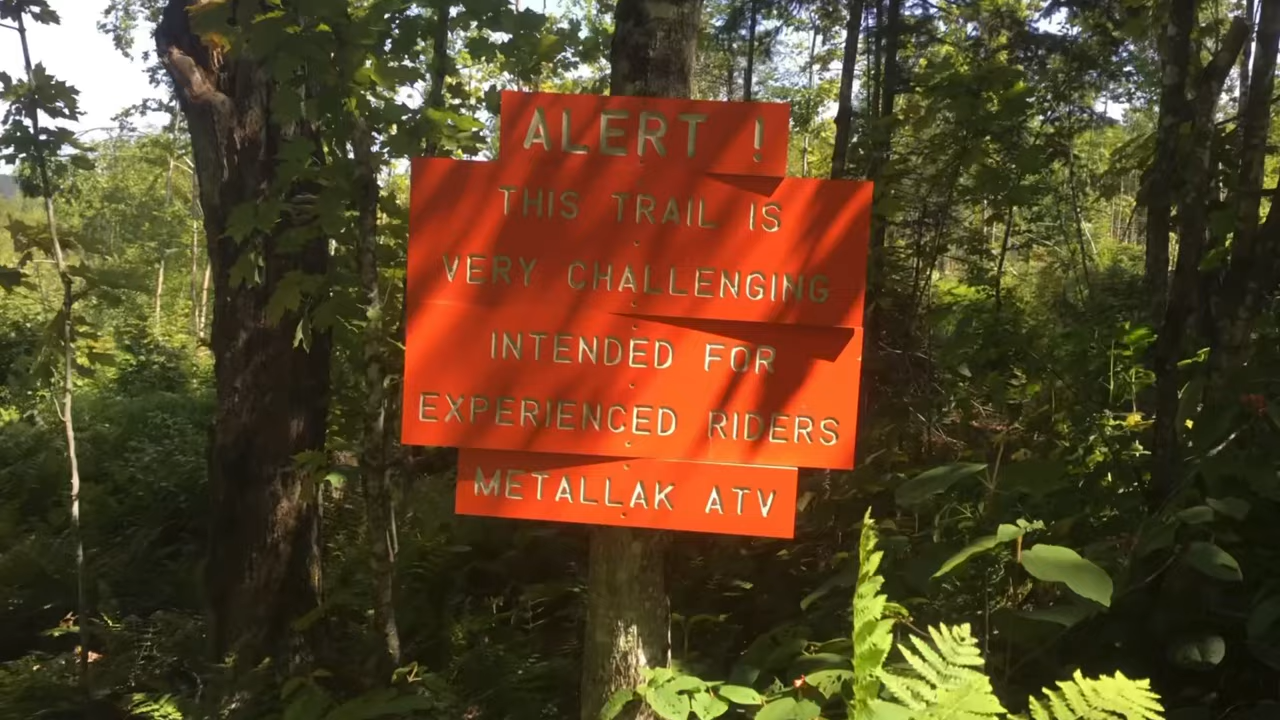 ALERT !
THIS TRAIL IS
VERY CHALLENGING
INTENDED FOR
EXPERIENCED RIDERS
METALLAK ATV